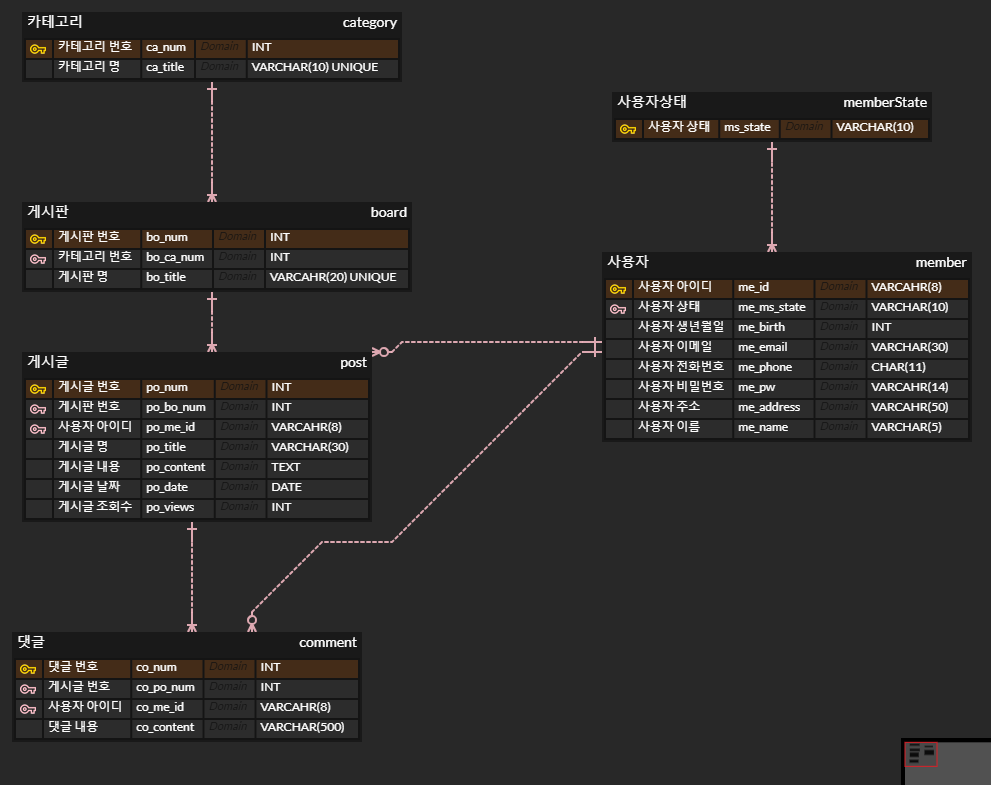 카테고리 category
카테고리 번호 ca_num Domain INT
카테고리 명 ca_title Domain VARCHAR(10) UNIQUE
사용자상태 memberState
사용자 상태 ms_state Domain VARCHAR(10)
게시판 board
게시판 번호 bo_num Domain INT
카테고리 번호 bo_ca_num Domain INT
게시판 명 bo_title Domain VARCAHR(20) UNIQUE
사용자 member
사용자 아이디 me_id Domain VARCAHR(8)
사용자 상태 me_ms_state Domain VARCHAR(10)
사용자 생년월일 me_birth Domain INT
사용자 이메일 me_email Domain VARCHAR(30)
사용자 전화번호 me_phone Domain CHAR(11)
사용자 비밀번호 me_pw Domain VARCAHR(14)
사용자 주소 me_address Domain VARCAHR(50)
사용자 이름 me_name Domain VARCHAR(5)
게시글 post
게시글 번호 po_num Domain INT
게시판 번호 po_bo_num Domain INT
사용자 아이디 po_me_id Domain VARCAHR(8)
게시글 명 po_title Domain VARCHAR(30)
게시글 내용 po_content Domain TEXT
게시글 날짜 po_date Domain DATE
게시글 조회수 po_views Domain INT
댓글 comment
댓글 번호 co_num Domain INT
게시글 번호 co_po_num Domain INT
사용자 아이디 co_me_id Domain VARCAHR(8)
댓글 내용 co_content Domain VARCHAR(500)